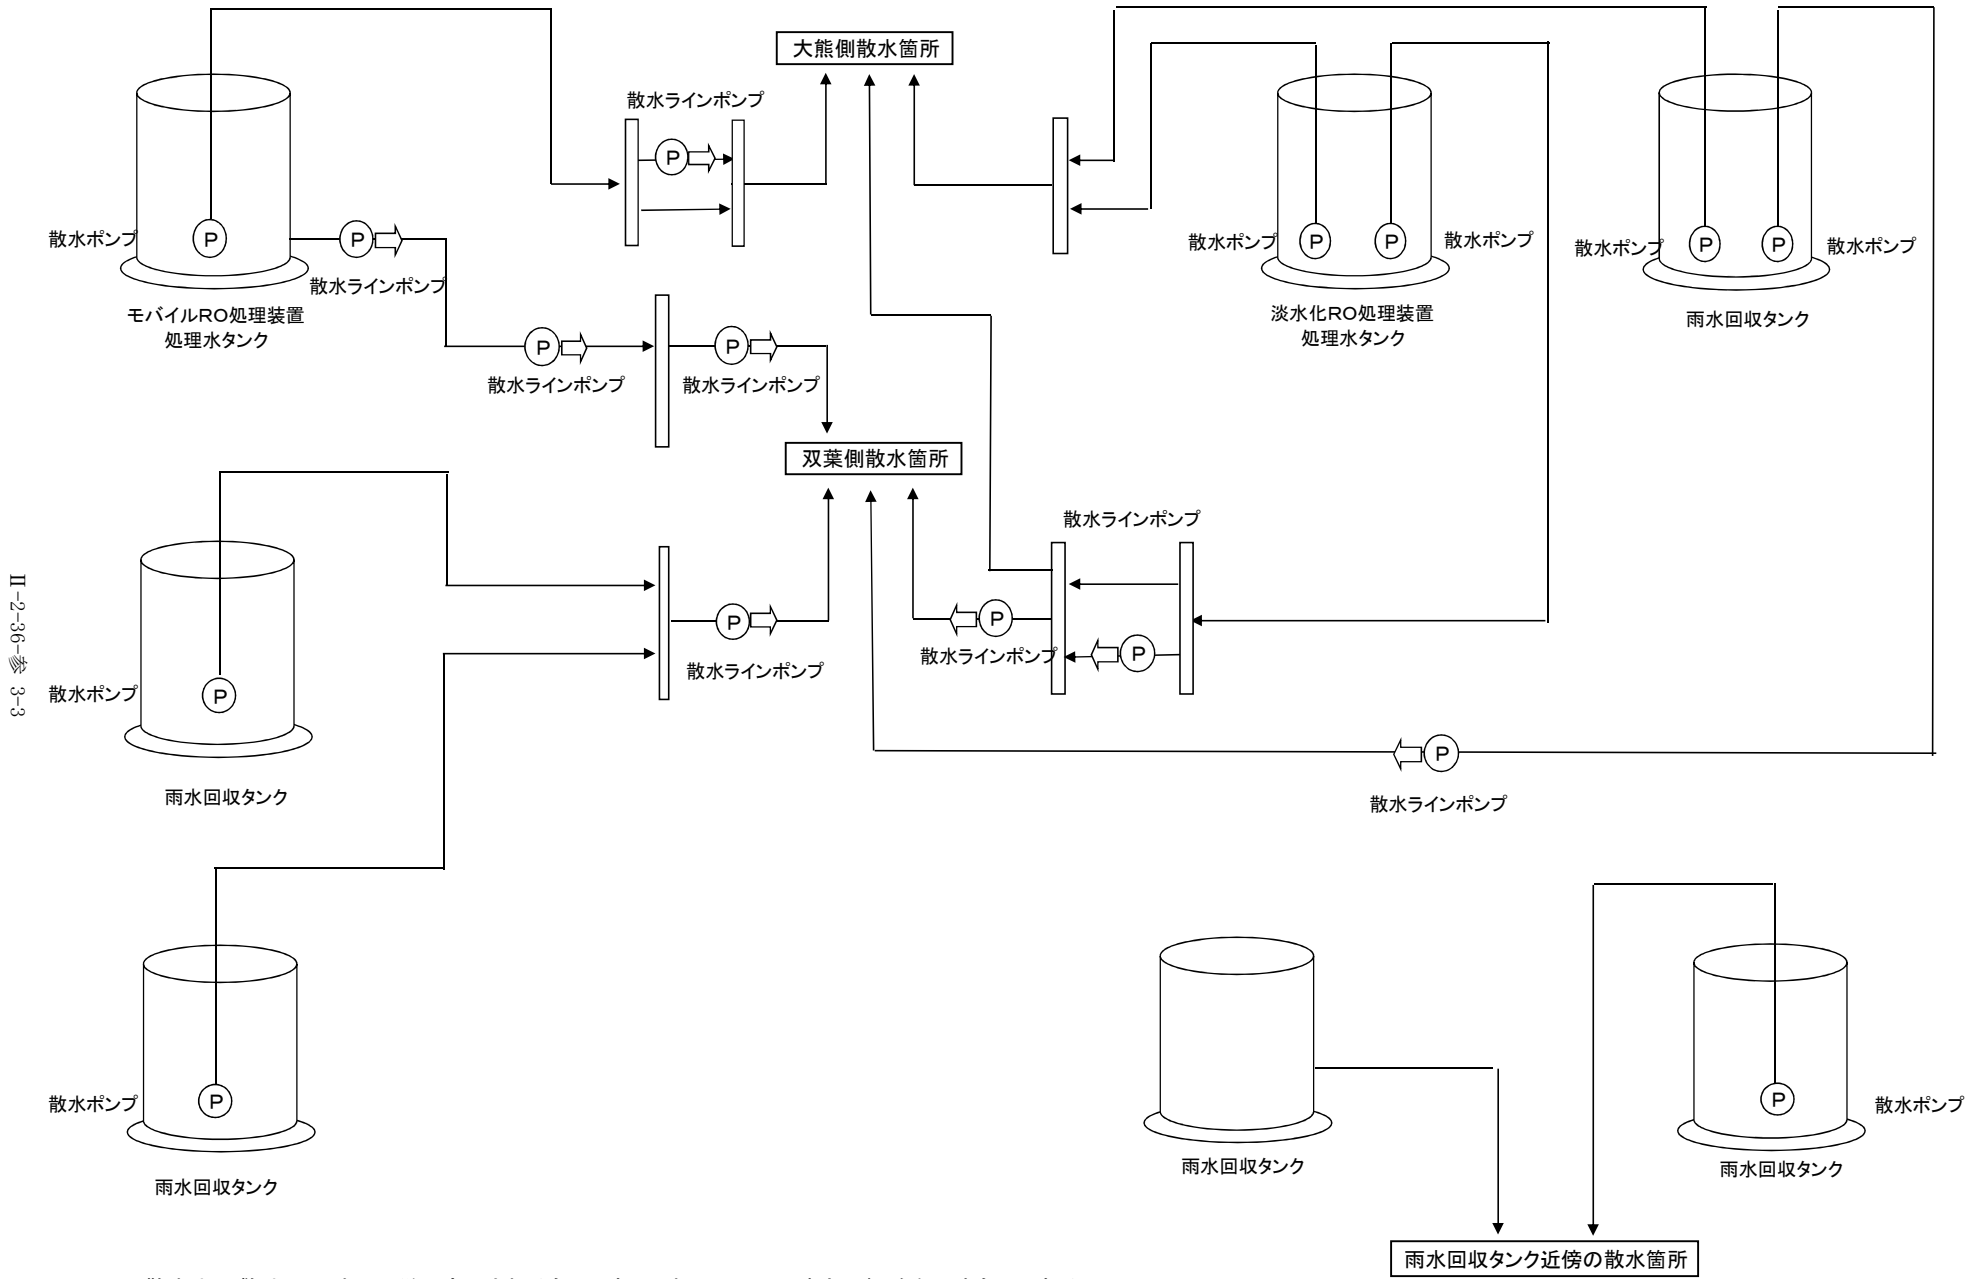 大熊側散水箇所
散水ラインポンプ
P
P
散水ポンプ
P
散水ラインポンプ
モバイルRO処理装置
処理水タンク
散水ポンプ
P
P
散水ポンプ
淡水化RO処理装置
処理水タンク
散水ポンプ
P
P
散水ポンプ
雨水回収タンク
P
散水ラインポンプ
P
散水ラインポンプ
双葉側散水箇所
散水ラインポンプ
P
散水ラインポンプ
P
P
散水ラインポンプ
散水ポンプ
P
雨水回収タンク
P
散水ラインポンプ
Ⅱ-2-36-参 3-3
散水ポンプ
P
雨水回収タンク
雨水回収タンク
P
散水ポンプ
雨水回収タンク
雨水回収タンク近傍の散水箇所